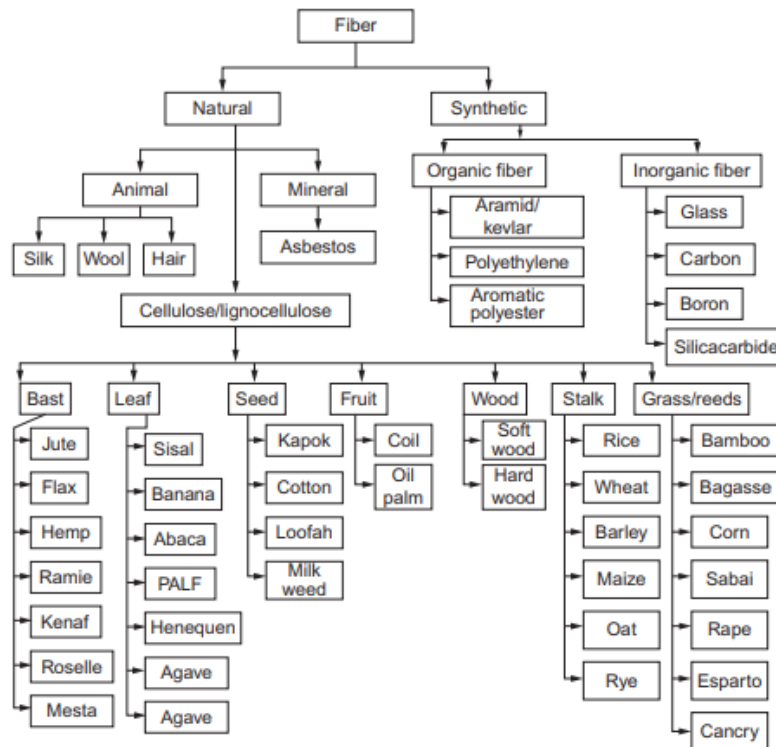 Fiber
Natural
Synthetic
Animal
Mineral
Organic fiber
Inorganic fiber
Silk
Wool
Hair
Asbestos
Aramid/
kevlar
Polyethylene
Aromatic
polyester
Glass
Carbon
Boron
Silicacarbide
Cellulose/lignocellulose
Bast
Leaf
Seed
Fruit
Wood
Stalk
Grass/reeds
Jute
Flax
Hemp
Ramie
Kenaf
Roselle
Mesta
Sisal
Banana
Abaca
PALF
Henequen
Agave
Agave
Kapok
Cotton
Loofah
Milk
weed
Coil
Oil
palm
Soft
wood
Hard
wood
Rice
Wheat
Barley
Maize
Oat
Rye
Bamboo
Bagasse
Corn
Sabai
Rape
Esparto
Cancry